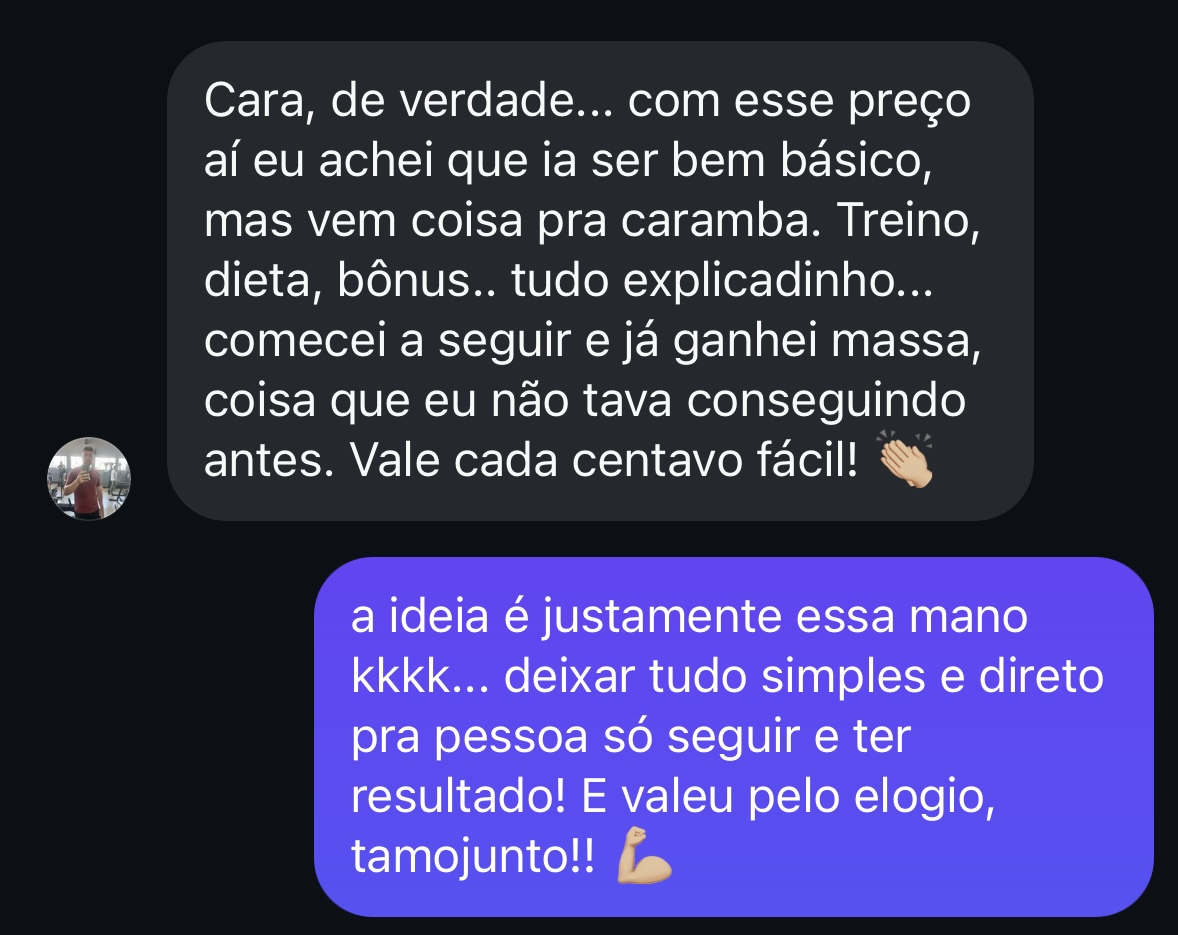 Cara, de verdade... com esse preço
aí eu achei que ia ser bem básico,
mas vem coisa pra caramba. Treino,
dieta, bônus.. tudo explicadinho...
comecei a seguir e já ganhei massa,
coisa que eu não tava conseguindo
antes. Vale cada centavo fácil! 👏🏼
a ideia é justamente essa mano
kkkk... deixar tudo simples e direto
pra pessoa só seguir e ter
resultado! E valeu pelo elogio,
tamojunto!! 💪🏼